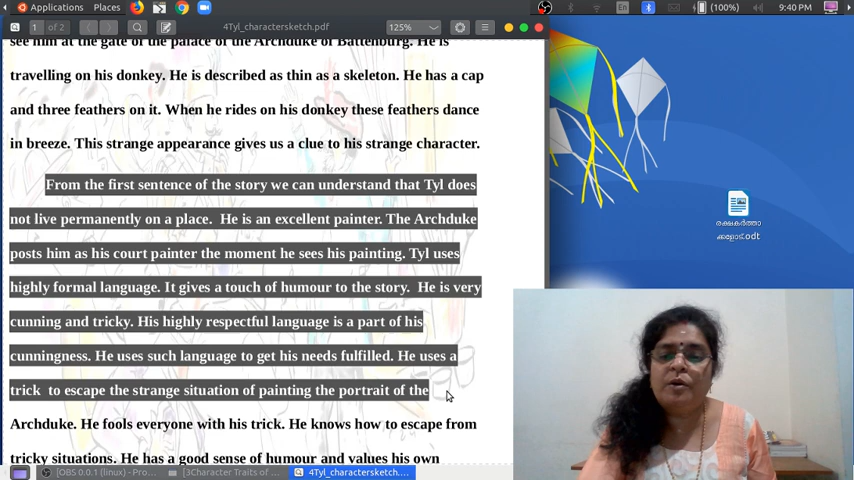 Applications Places En (100%) 9:40 PM
1 of 2 4Tyl_charactersketch.pdf 125%
see him at the gate of the palace of the Archduke of Battenburg. He is
travelling on his donkey. He is described as thin as a skeleton. He has a cap
and three feathers on it. When he rides on his donkey these feathers dance
in breeze. This strange appearance gives us a clue to his strange character.
From the first sentence of the story we can understand that Tyl does
not live permanently on a place. He is an excellent painter. The Archduke
posts him as his court painter the moment he sees his painting. Tyl uses
highly formal language. It gives a touch of humour to the story. He is very
cunning and tricky. His highly respectful language is a part of his
cunningness. He uses such language to get his needs fulfilled. He uses a
trick to escape the strange situation of painting the portrait of the
Archduke. He fools everyone with his trick. He knows how to escape from
tricky situations. He has a good sense of humour and values his own
രക്ഷകർത്താ
ക്കളോട്.odt
[OBS 0.0.1 (linux) - Pro... [3Character Traits of ... 4Tyl_charactersketch....